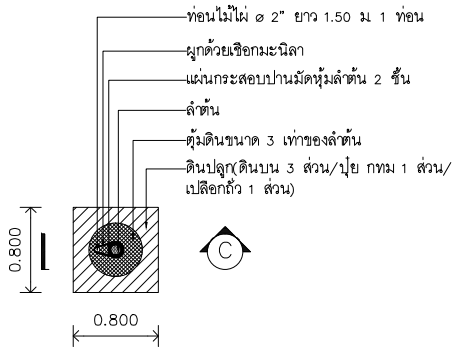 ท่อนไม้ไผ่ ø 2" ยาว 1.50 ม 1 ท่อน
ผูกด้วยเชือกมะนิลา
แผ่นกระสอบปานมัดหุ้มลำต้น 2 ชั้น
ลำต้น
ตุ้มดินขนาด 3 เท่าของลำต้น
ดินปลูก(ดินบน 3 ส่วน/ปุ๋ย กทม 1 ส่วน/
เปลือกถั่ว 1 ส่วน)
0.800
C
0.800